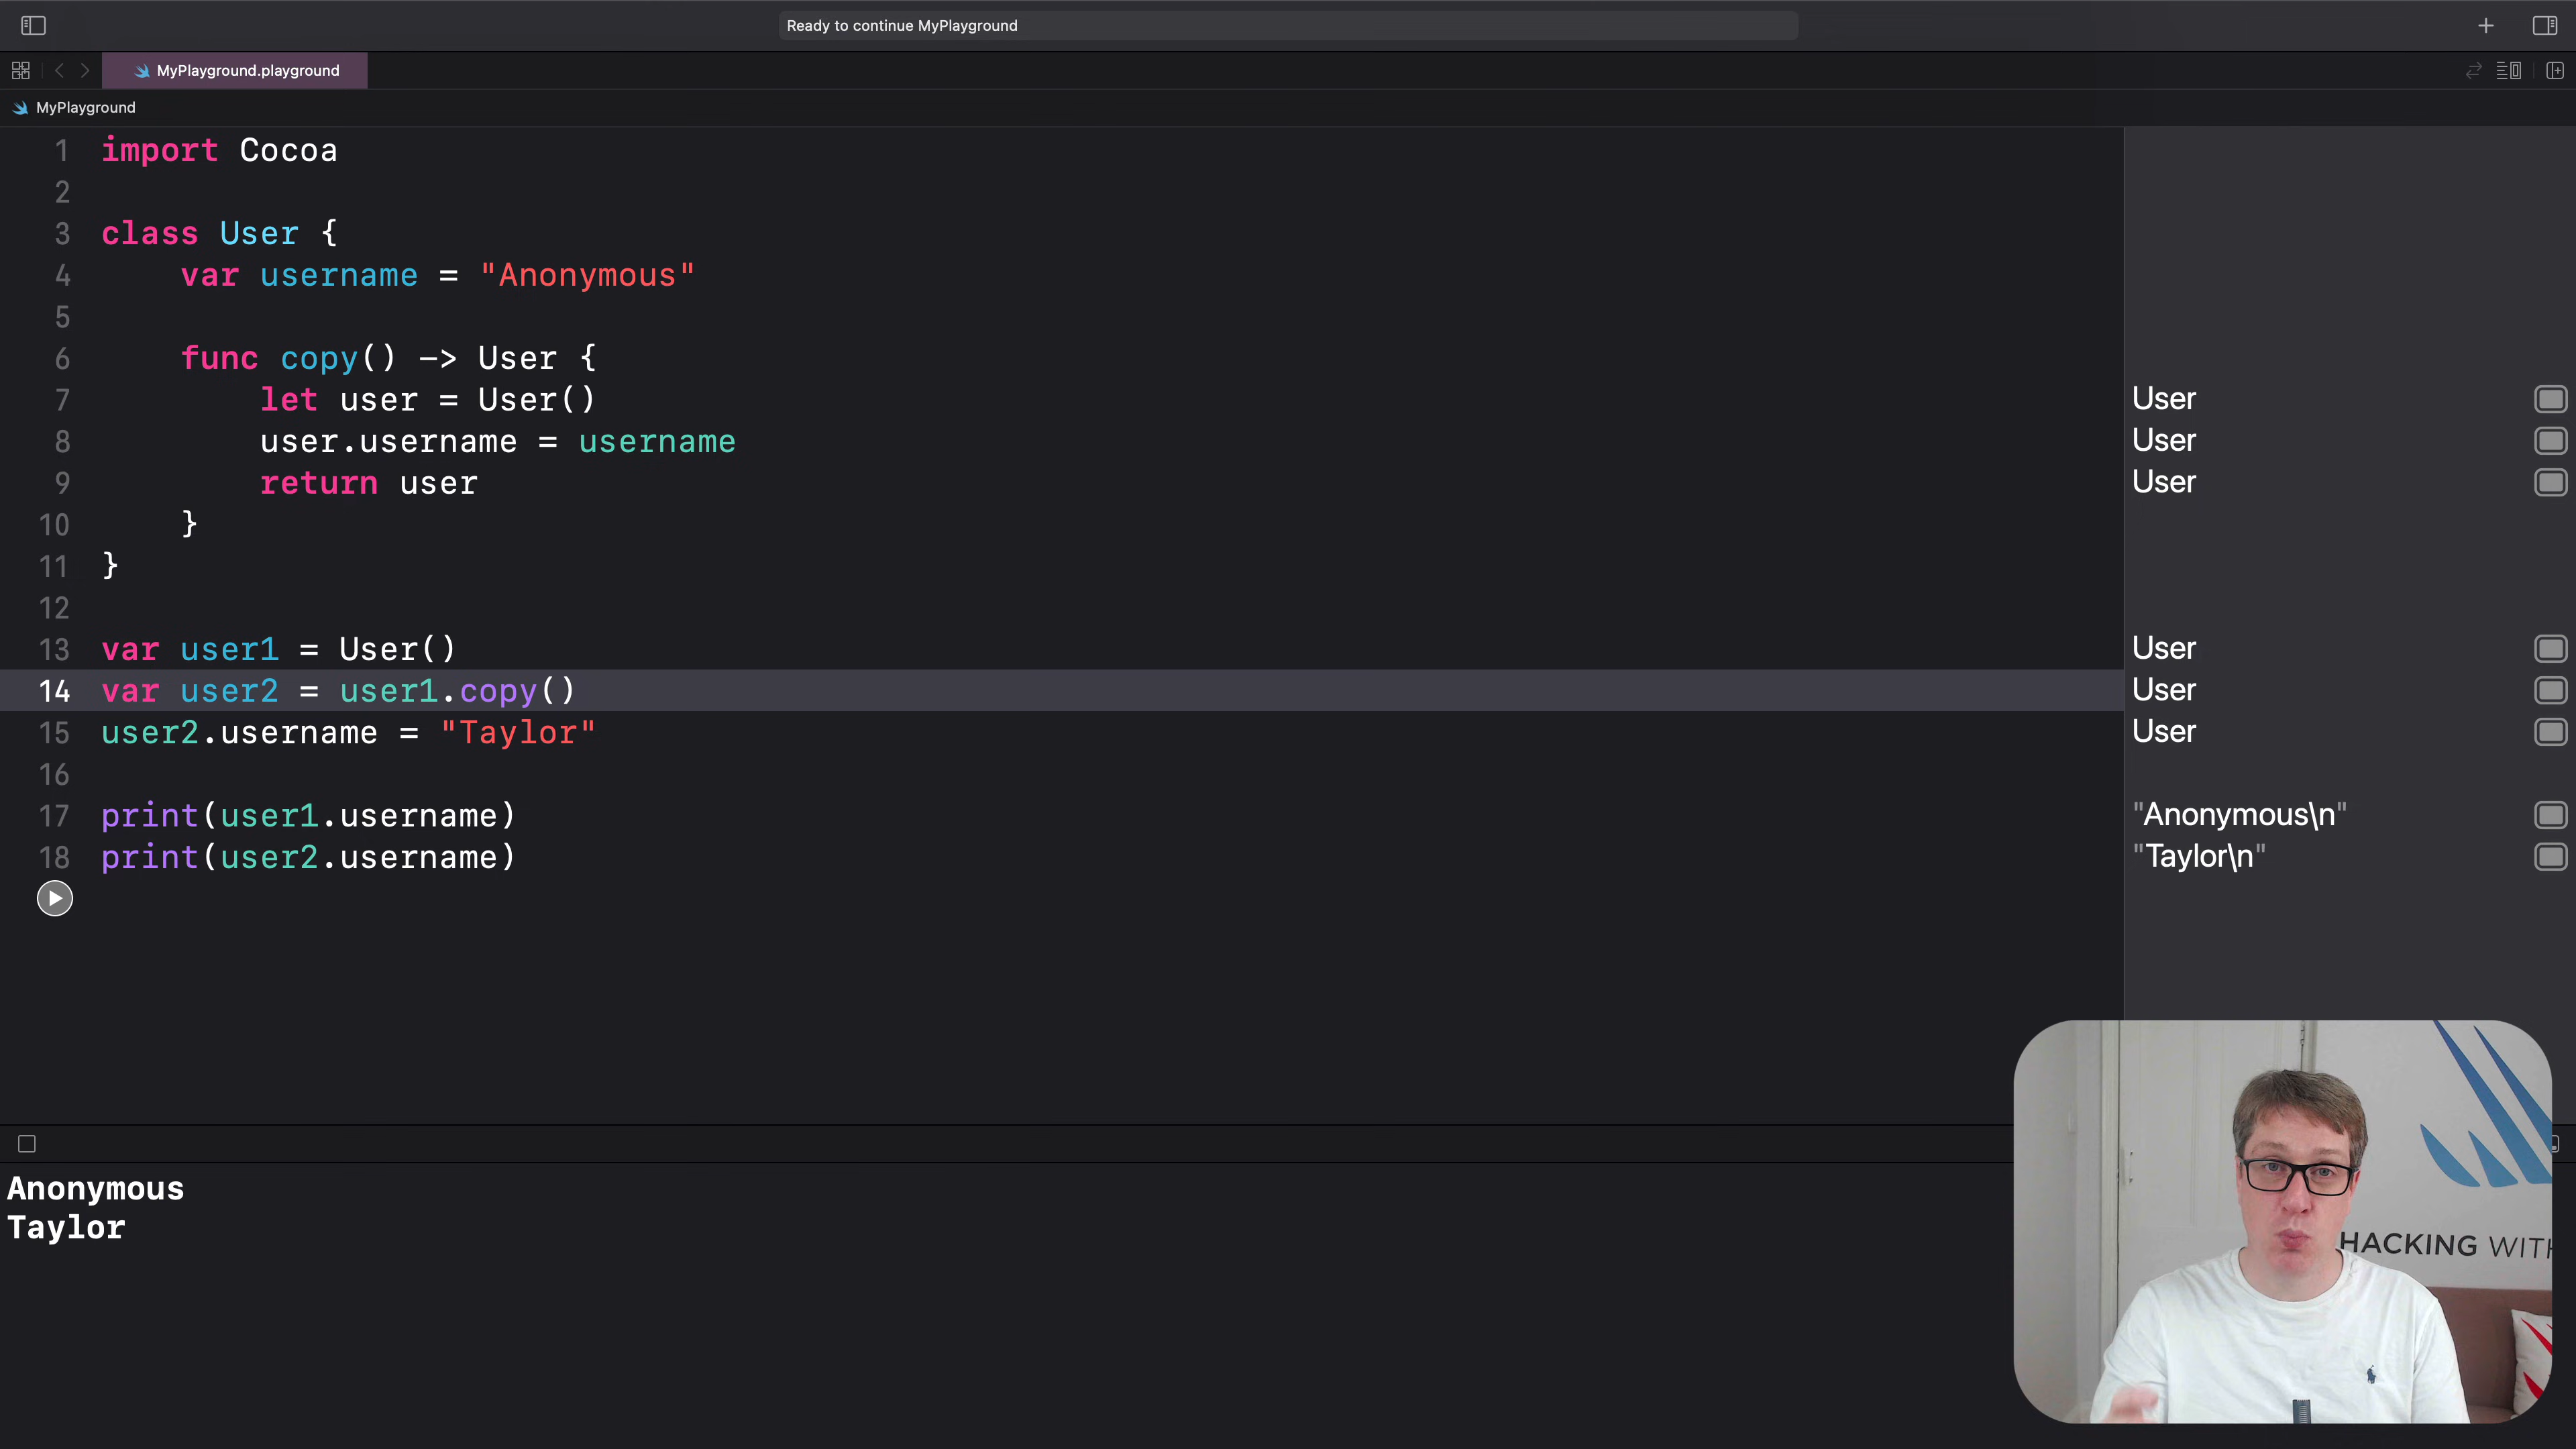 Ready to continue MyPlayground
MyPlayground.playground
MyPlayground
1 import Cocoa
2
3 class User {
4 var username = "Anonymous"
5
6 func copy() -> User {
7 let user = User()
User
8 user.username = username
User
9 return user
User
10 }
11 }
12
13 var user1 = User()
User
14 var user2 = user1.copy()
User
15 user2.username = "Taylor"
User
16
17 print(user1.username)
"Anonymous\n"
18 print(user2.username)
"Taylor\n"
Anonymous
Taylor
HACKING WITH